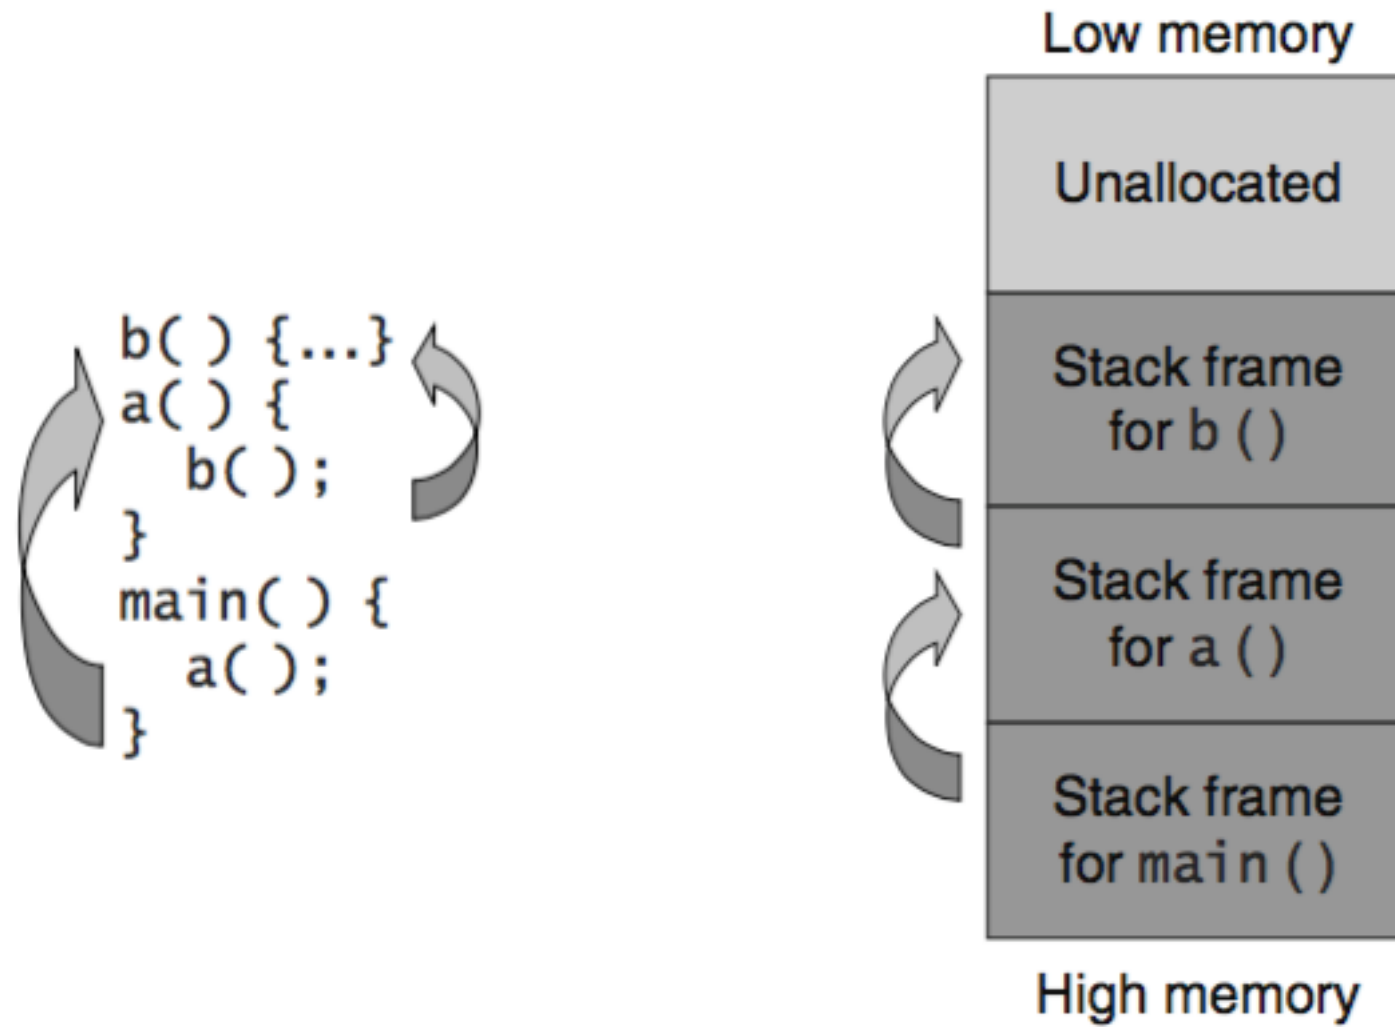 b( ) {...}
a( ) {
b( );
}
main( ) {
a( );
}
Low memory
Unallocated
Stack frame
for b ( )
Stack frame
for a ( )
Stack frame
for main ( )
High memory